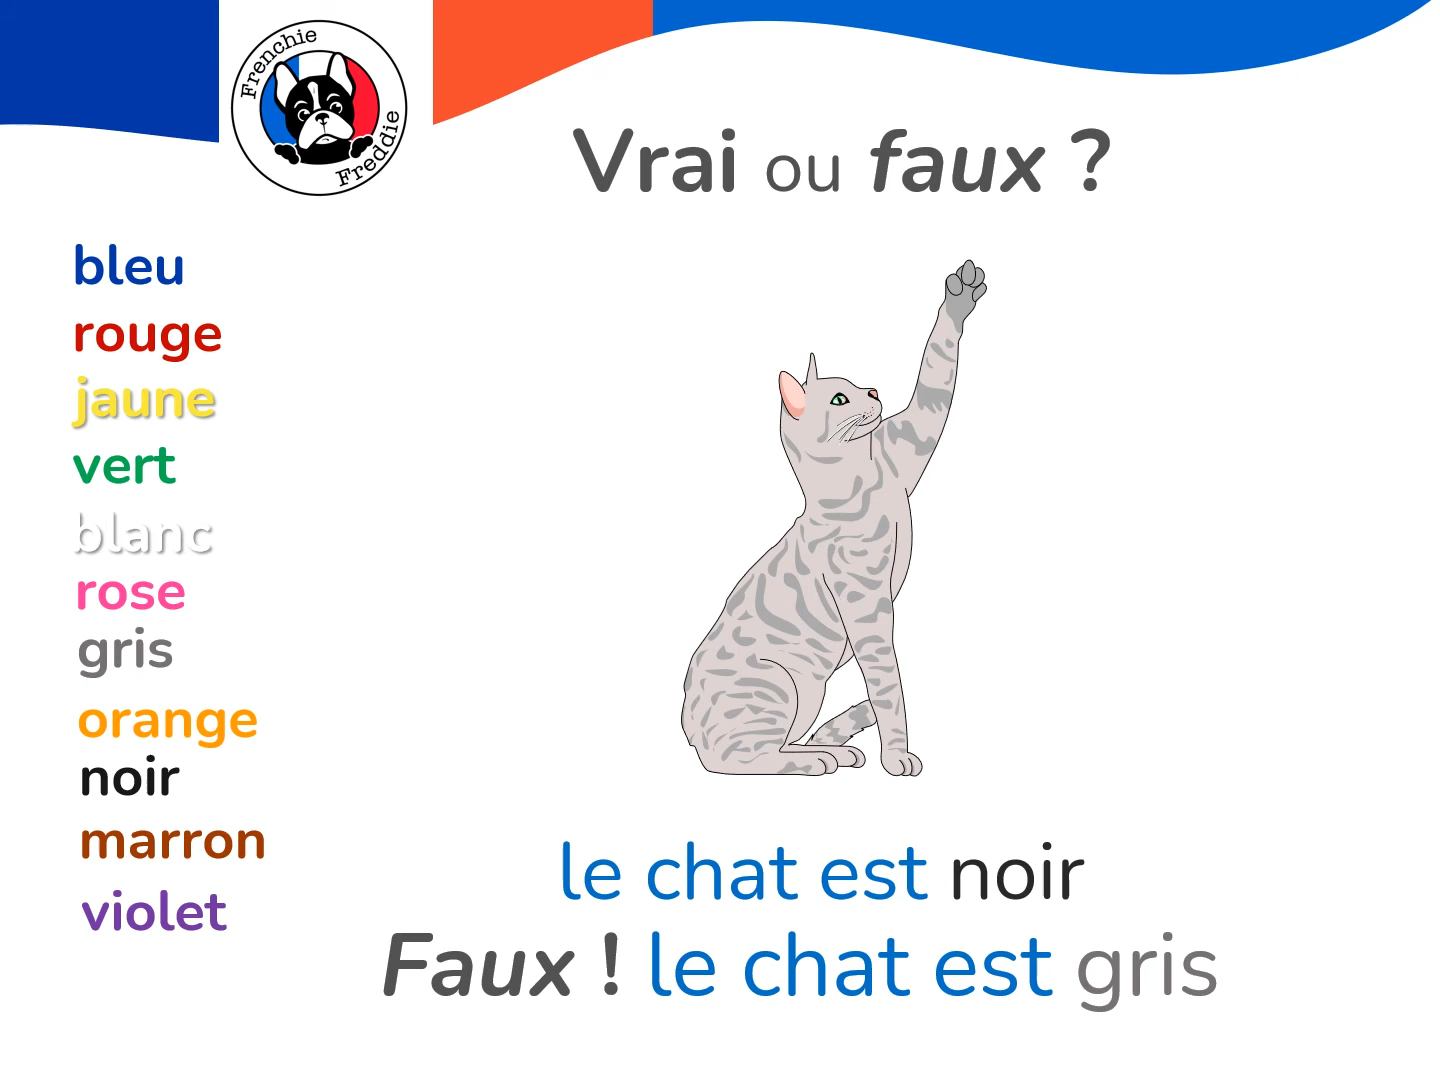 Frenchie
Freddie
Vrai ou faux ?
bleu
rouge
jaune
vert
blanc
rose
gris
orange
noir
marron
violet
le chat est noir
Faux ! le chat est gris